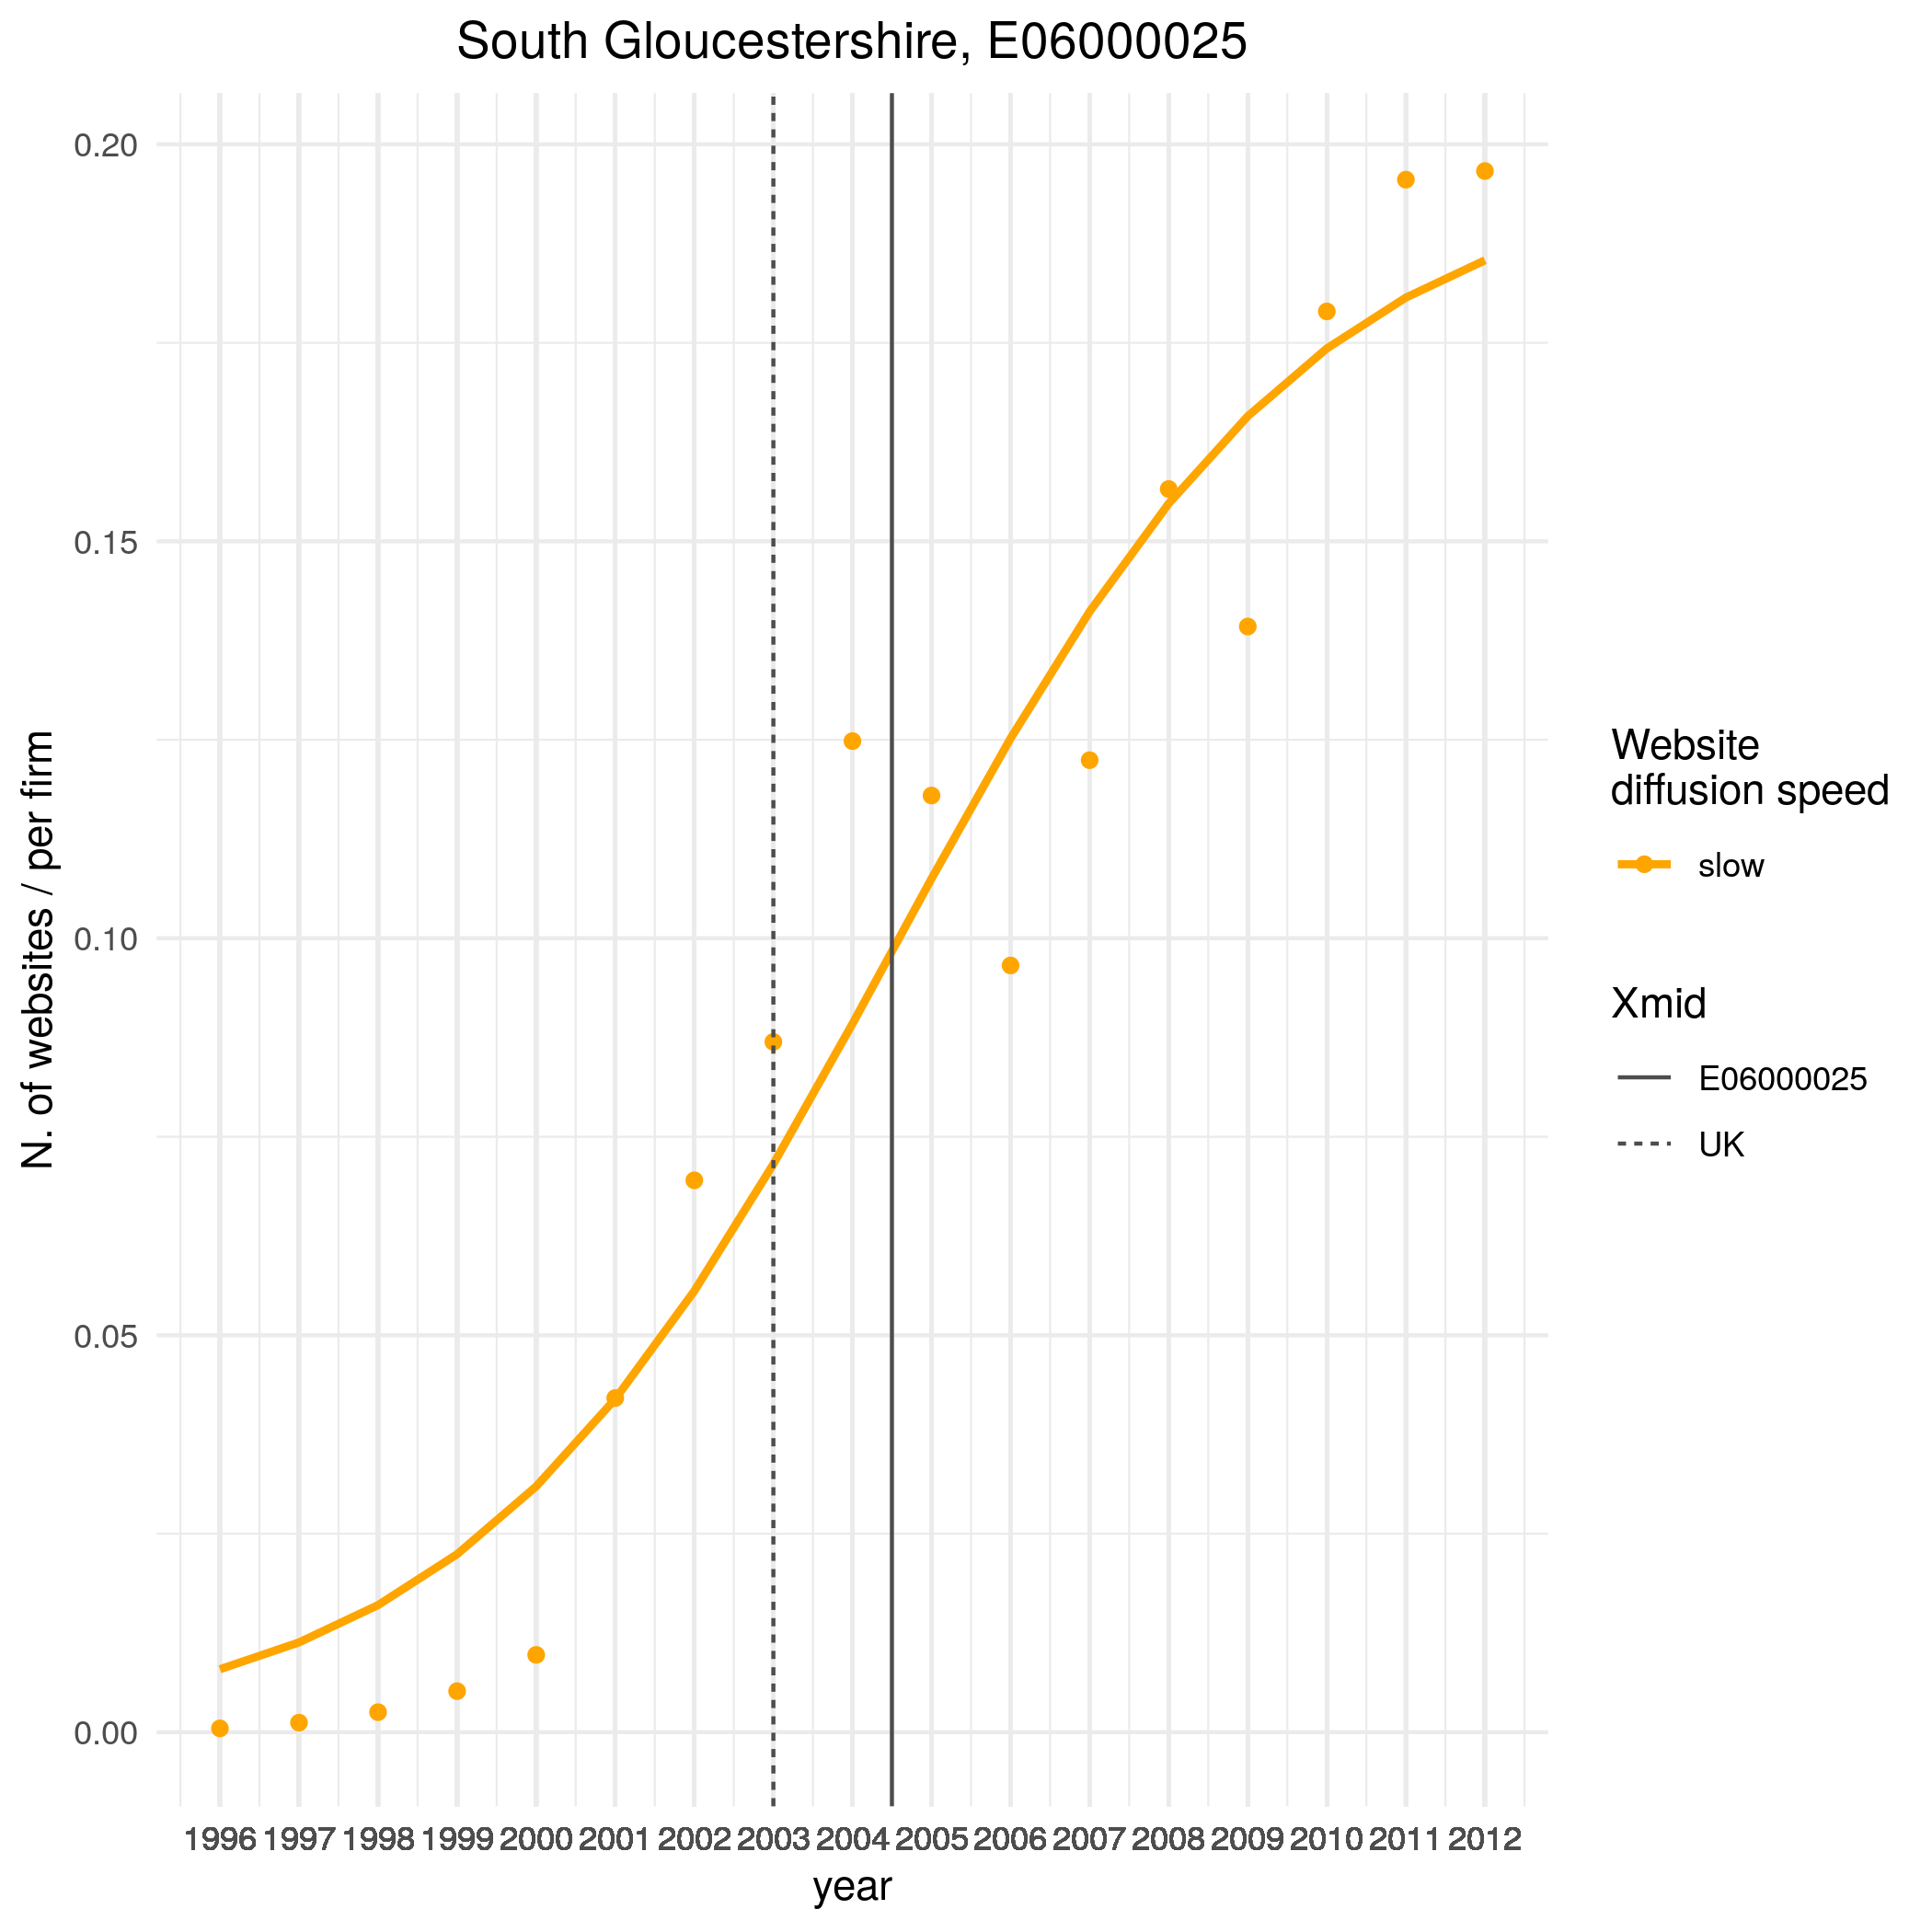 South Gloucestershire, E06000025
N. of websites / per firm
0.20
0.15
0.10
0.05
0.00
1996 1997 1998 1999 2000 2001 2002 2003 2004 2005 2006 2007 2008 2009 2010 2011 2012
year
Website
diffusion speed
slow
Xmid
E06000025
UK